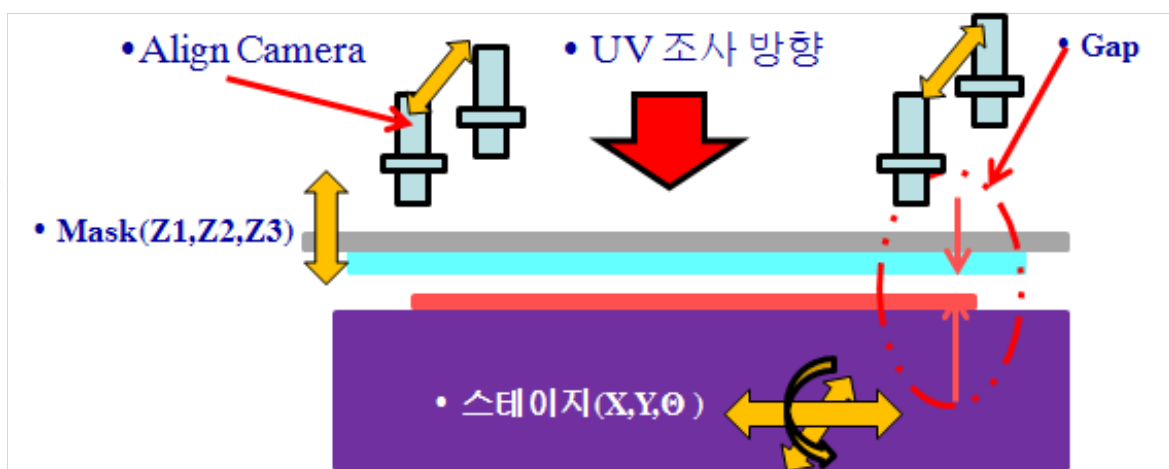 • Align Camera
• UV 조사 방향
• Gap
• Mask(Z1,Z2,Z3)
• 스테이지(X,Y,Θ )